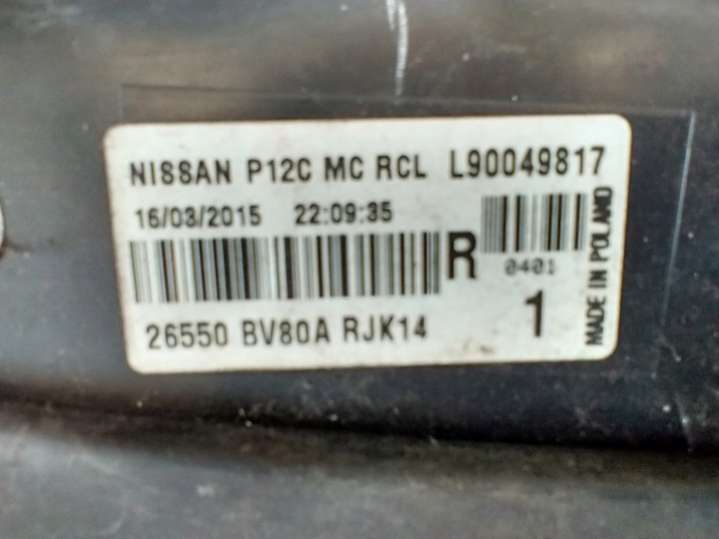 NISSAN P12C MC RCL L90049817
16/03/2015 22:09:35
R
0401
26550 BV80A RJK14
1
MADE IN POLAND